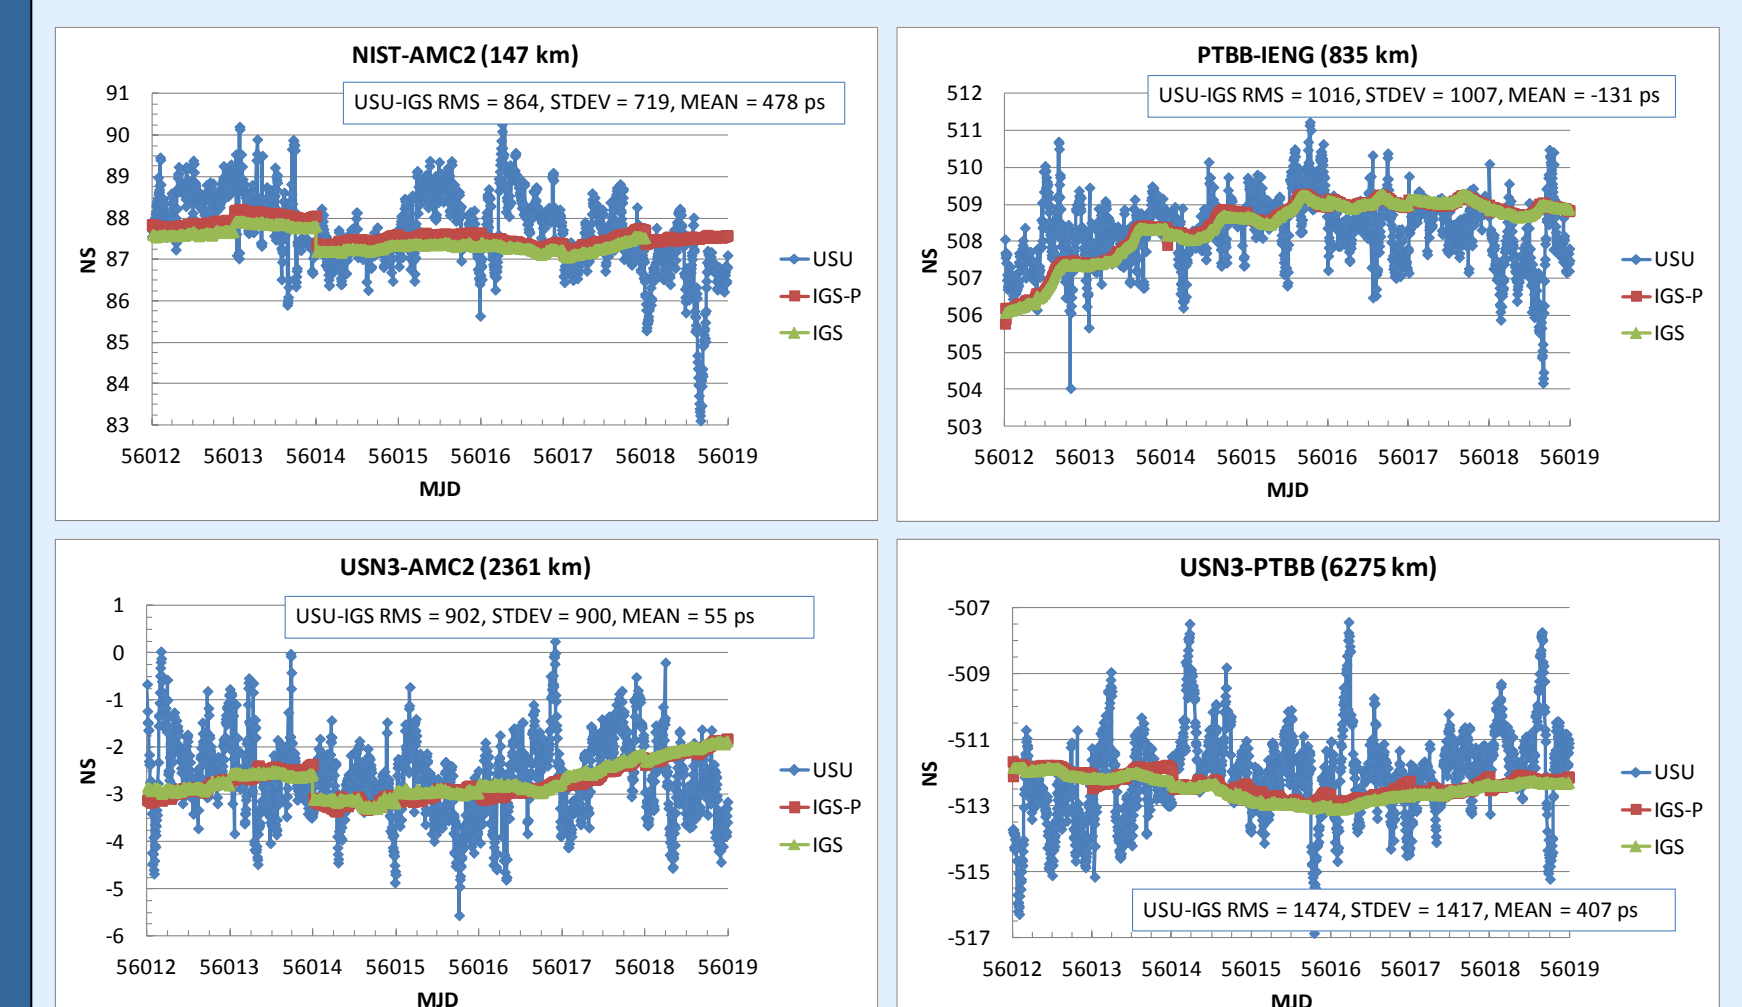 NIST-AMC2 (147 km)
USU-IGS RMS = 864, STDEV = 719, MEAN = 478 ps
91
90
89
88
87
86
85
84
83
NS
56012 56013 56014 56015 56016 56017 56018 56019
MJD
USU
IGS-P
IGS
PTBB-IENG (835 km)
USU-IGS RMS = 1016, STDEV = 1007, MEAN = -131 ps
512
511
510
509
508
507
506
505
504
503
NS
56012 56013 56014 56015 56016 56017 56018 56019
MJD
USU
IGS-P
IGS
USN3-AMC2 (2361 km)
USU-IGS RMS = 902, STDEV = 900, MEAN = 55 ps
1
0
-1
-2
-3
-4
-5
-6
NS
56012 56013 56014 56015 56016 56017 56018 56019
MJD
USU
IGS-P
IGS
USN3-PTBB (6275 km)
-507
-509
-511
-513
-515
-517
NS
USU-IGS RMS = 1474, STDEV = 1417, MEAN = 407 ps
56012 56013 56014 56015 56016 56017 56018 56019
MJD
USU
IGS-P
IGS